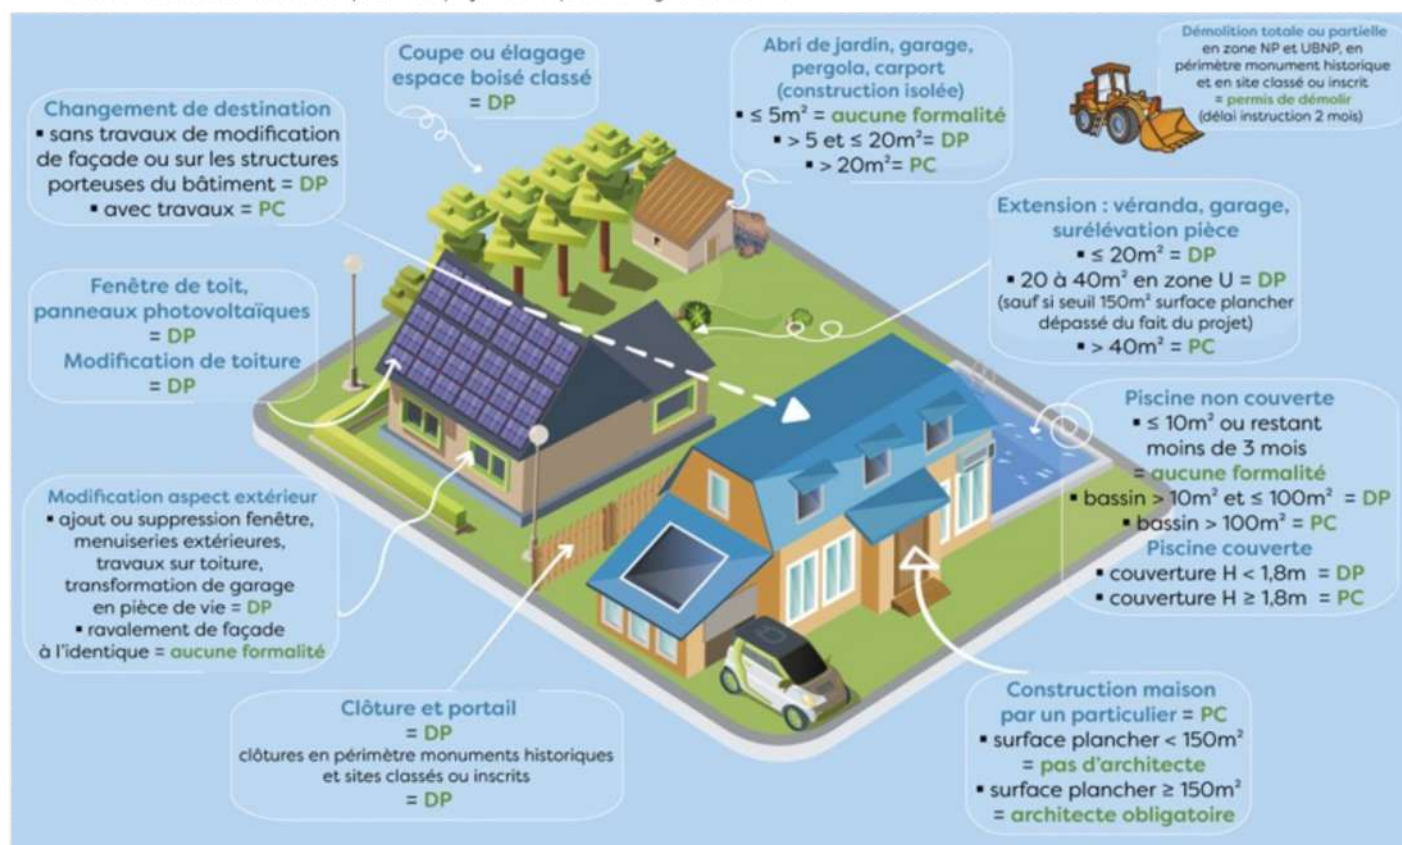 Coupe ou élagage
espace boisé classé
= DP
Abri de jardin, garage,
pergola, carport
(construction isolée)
▪ ≤ 5m² = aucune formalité
▪ > 5 et ≤ 20m²= DP
▪ > 20m²= PC
Démolition totale ou partielle
en zone NP et UBNP, en
périmètre monument historique
et en site classé ou inscrit
= permis de démolir
(délai instruction 2 mois)
Changement de destination
▪ sans travaux de modification
de façade ou sur les structures
porteuses du bâtiment = DP
▪ avec travaux = PC
Extension : véranda, garage,
surélévation pièce
▪ ≤ 20m² = DP
▪ 20 à 40m² en zone U = DP
(sauf si seuil 150m² surface plancher
dépassé du fait du projet)
▪ > 40m² = PC
Fenêtre de toit,
panneaux photovoltaïques
= DP
Modification de toiture
= DP
Piscine non couverte
▪ ≤ 10m² ou restant
moins de 3 mois
= aucune formalité
▪ bassin > 10m² et ≤ 100m² = DP
▪ bassin > 100m² = PC
Piscine couverte
▪ couverture H < 1,8m = DP
▪ couverture H ≥ 1,8m = PC
Modification aspect extérieur
▪ ajout ou suppression fenêtre,
menuiseries extérieures,
travaux sur toiture,
transformation de garage
en pièce de vie = DP
▪ ravalement de façade
à l'identique = aucune formalité
Clôture et portail
= DP
clôtures en périmètre monuments historiques
et sites classés ou inscrits
= DP
Construction maison
par un particulier = PC
▪ surface plancher < 150m²
= pas d'architecte
▪ surface plancher ≥ 150m²
= architecte obligatoire